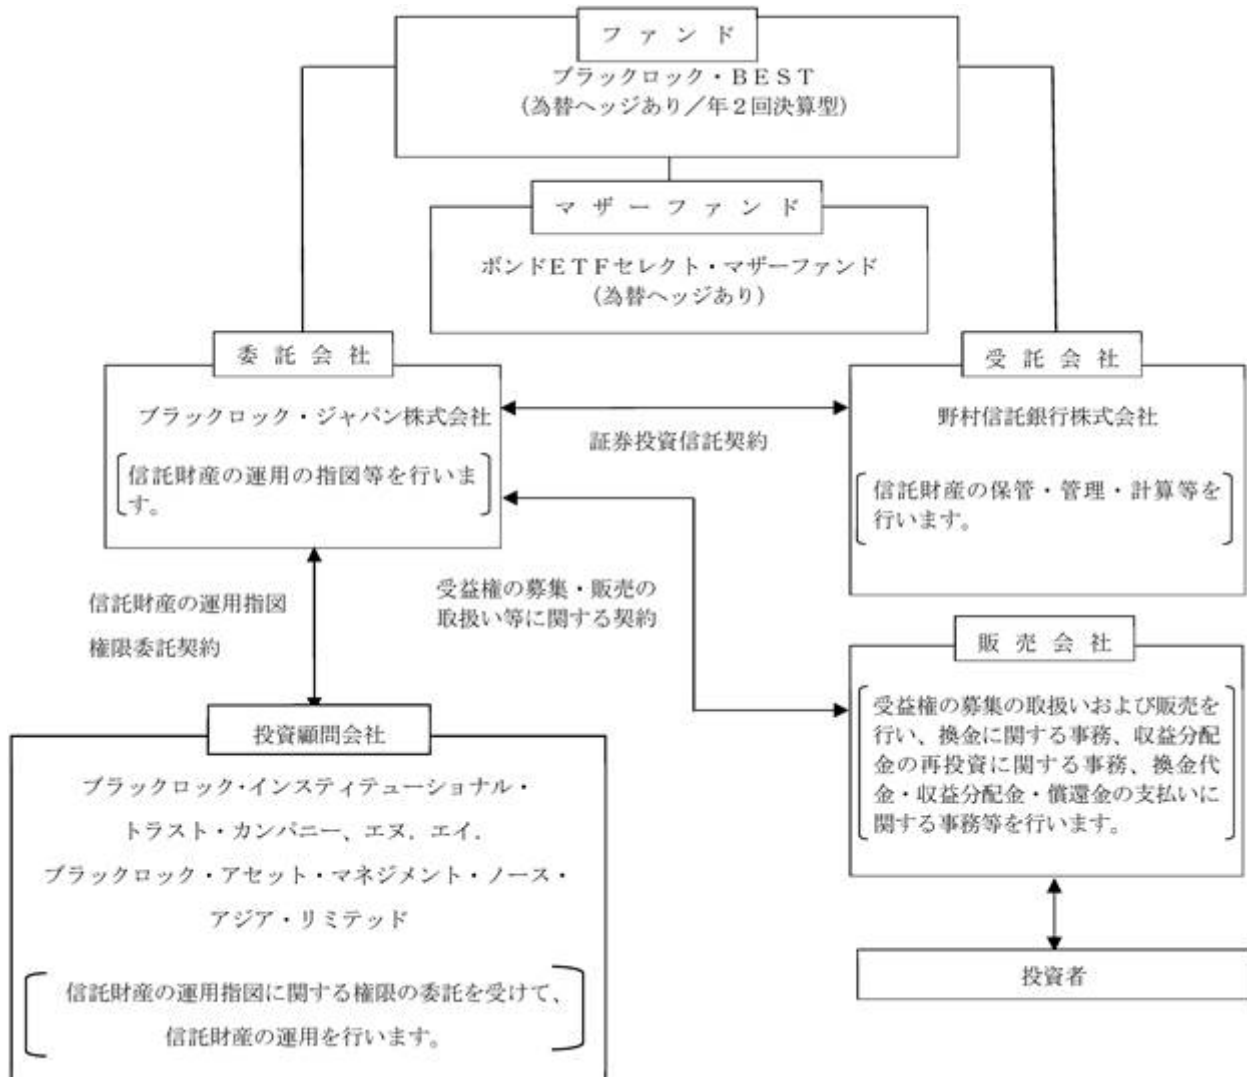 ファンド
ブラックロック・ＢＥＳＴ
（為替ヘッジあり／年２回決算型）
マザーファンド
ボンドＥＴＦセレクト・マザーファンド
（為替ヘッジあり）
委託会社
ブラックロック・ジャパン株式会社
信託財産の運用の指図等を行いま
す。
証券投資信託契約
受託会社
野村信託銀行株式会社
信託財産の保管・管理・計算等を
行います。
信託財産の運用指図
権限委託契約
受益権の募集・販売の
取扱い等に関する契約
販売会社
受益権の募集の取扱いおよび販売を
行い、換金に関する事務、収益分配
金の再投資に関する事務、換金代
金・収益分配金・償還金の支払いに
関する事務等を行います。
投資顧問会社
ブラックロック・インスティテューショナル・
トラスト・カンパニー、エヌ．エイ．
ブラックロック・アセット・マネジメント・ノース・
アジア・リミテッド
信託財産の運用指図に関する権限の委託を受けて、
信託財産の運用を行います。
投資者